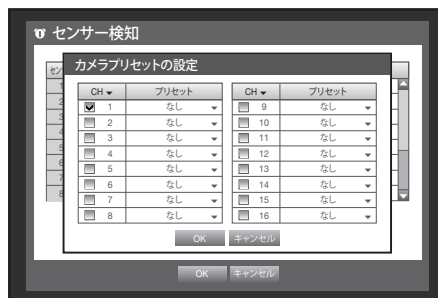 センサー検知
カメラプリセットの設定
CH プリセット CH プリセット
1 なし 9 なし
2 なし 10 なし
3 なし 11 なし
4 なし 12 なし
5 なし 13 なし
6 なし 14 なし
7 なし 15 なし
8 なし 16 なし
OK キャンセル
OK キャンセル